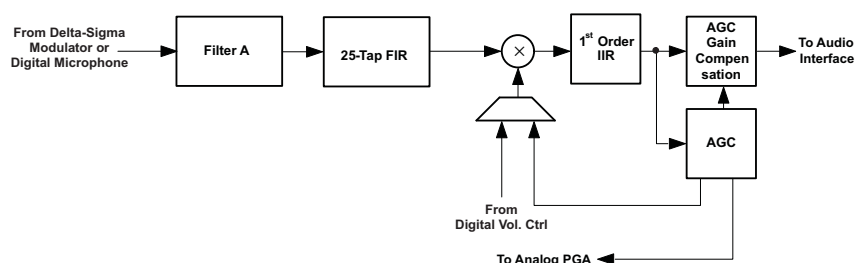 From Delta-Sigma
Modulator or
Digital Microphone
Filter A
25-Tap FIR
×
1st Order
IIR
AGC
Gain
Compen
sation
To Audio
Interface
AGC
From
Digital Vol. Ctrl
To Analog PGA